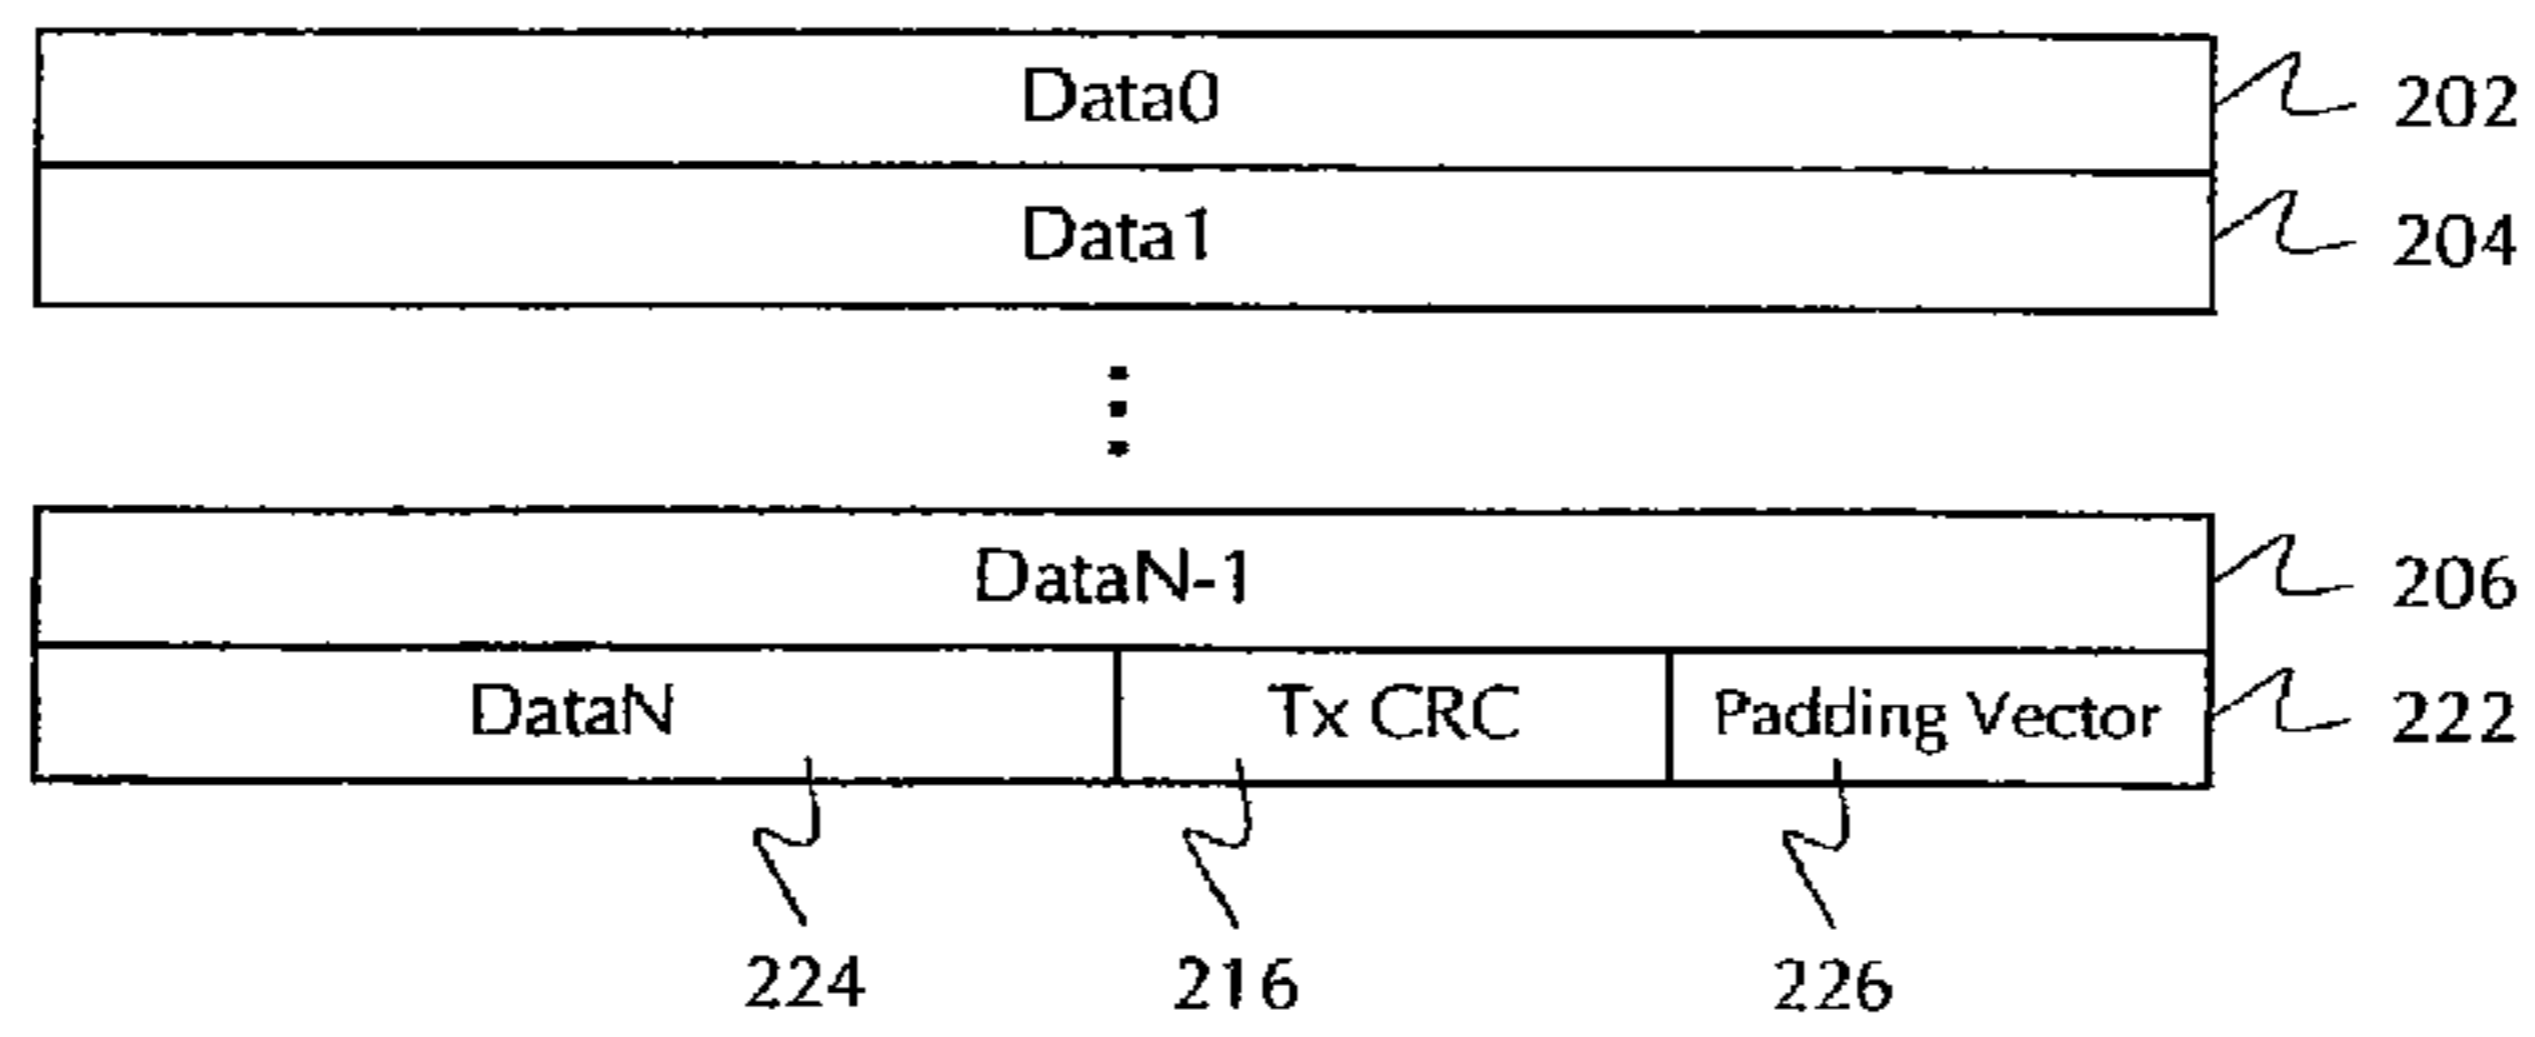 Data0 202
Data1 204
DataN-1 206
DataN Tx CRC Padding Vector 222
224 216 226